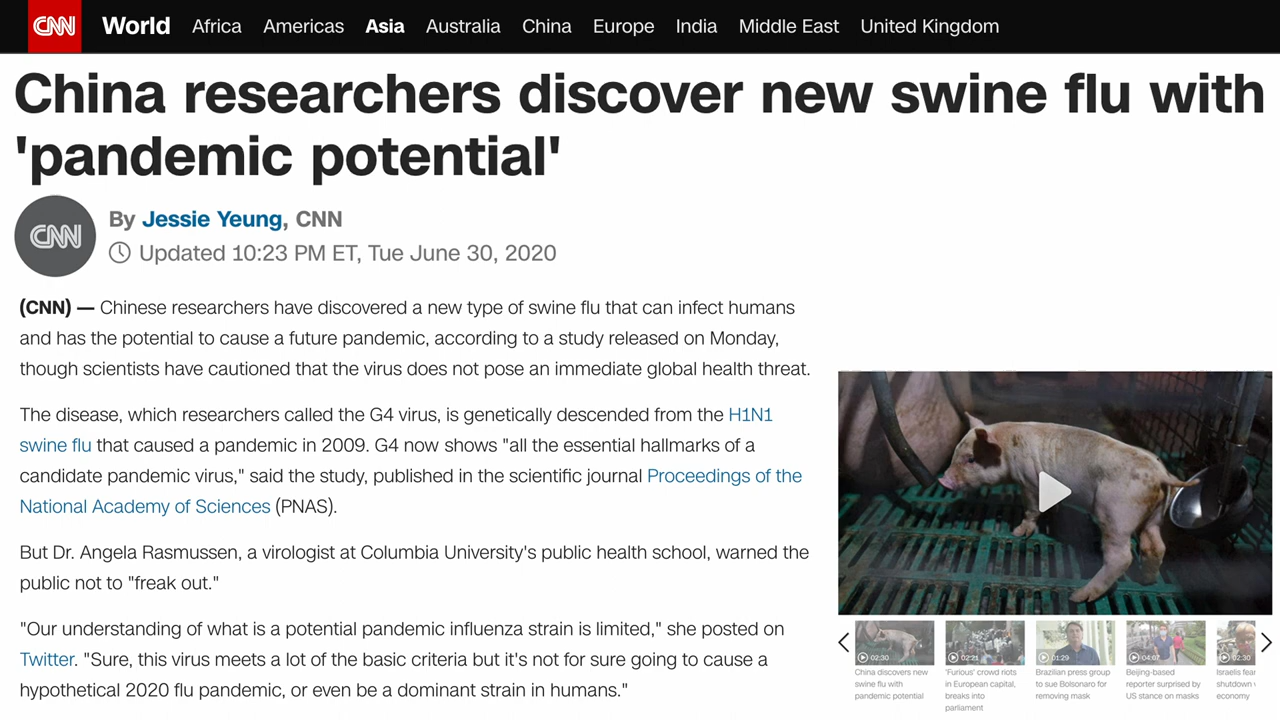 CNN World Africa Americas Asia Australia China Europe India Middle East United Kingdom
China researchers discover new swine flu with
'pandemic potential'
CNN
By Jessie Yeung, CNN
Updated 10:23 PM ET, Tue June 30, 2020
(CNN) — Chinese researchers have discovered a new type of swine flu that can infect humans
and has the potential to cause a future pandemic, according to a study released on Monday,
though scientists have cautioned that the virus does not pose an immediate global health threat.
The disease, which researchers called the G4 virus, is genetically descended from the H1N1
swine flu that caused a pandemic in 2009. G4 now shows "all the essential hallmarks of a
candidate pandemic virus," said the study, published in the scientific journal Proceedings of the
National Academy of Sciences (PNAS).
But Dr. Angela Rasmussen, a virologist at Columbia University's public health school, warned the
public not to "freak out."
"Our understanding of what is a potential pandemic influenza strain is limited," she posted on
Twitter. "Sure, this virus meets a lot of the basic criteria but it's not for sure going to cause a
hypothetical 2020 flu pandemic, or even be a dominant strain in humans."
02:30
China discovers new
swine flu with
pandemic potential
02:21
'Furious' crowd riots
in European capital,
breaks into
parliament
01:29
Brazilian press group
to sue Bolsonaro for
removing mask
04:07
Beijing-based
reporter surprised by
US stance on masks
02:30
Israelis fear
shutdown
economy